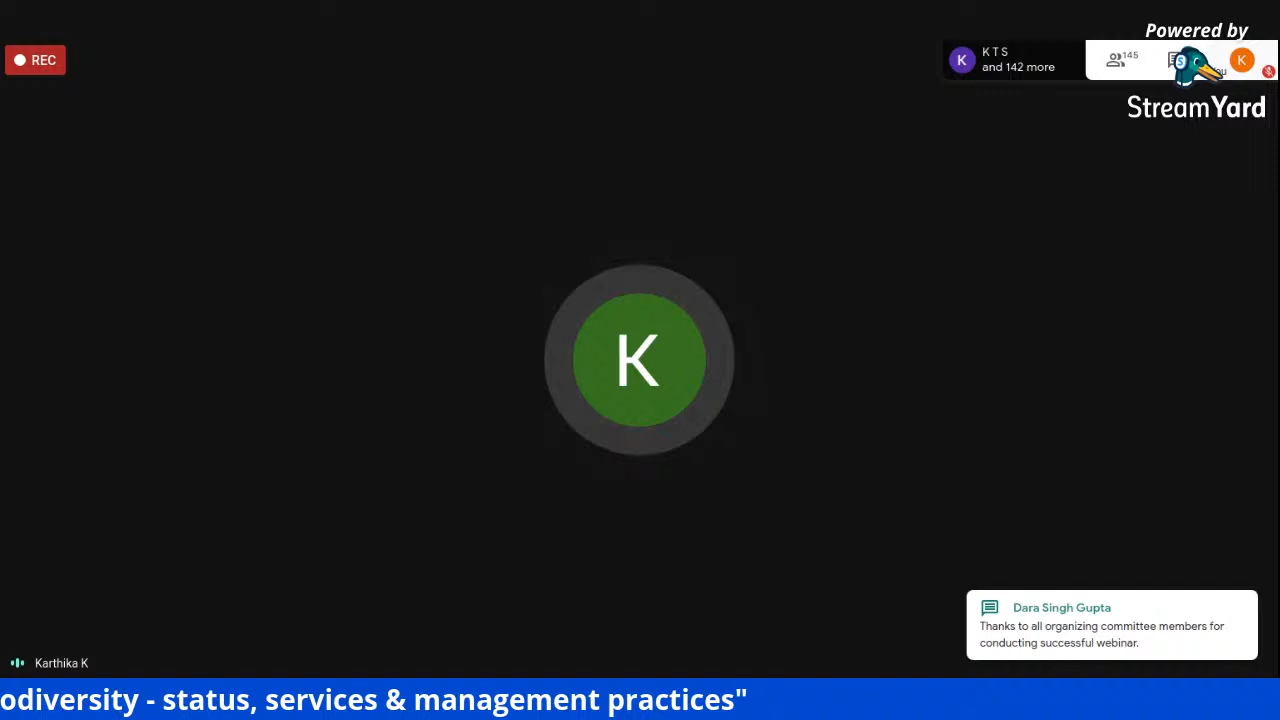 Powered by
REC
K
K T S
and 142 more
145
K
StreamYard
K
Dara Singh Gupta
Thanks to all organizing committee members for
conducting successful webinar.
Karthika K
odiversity - status, services & management practices"